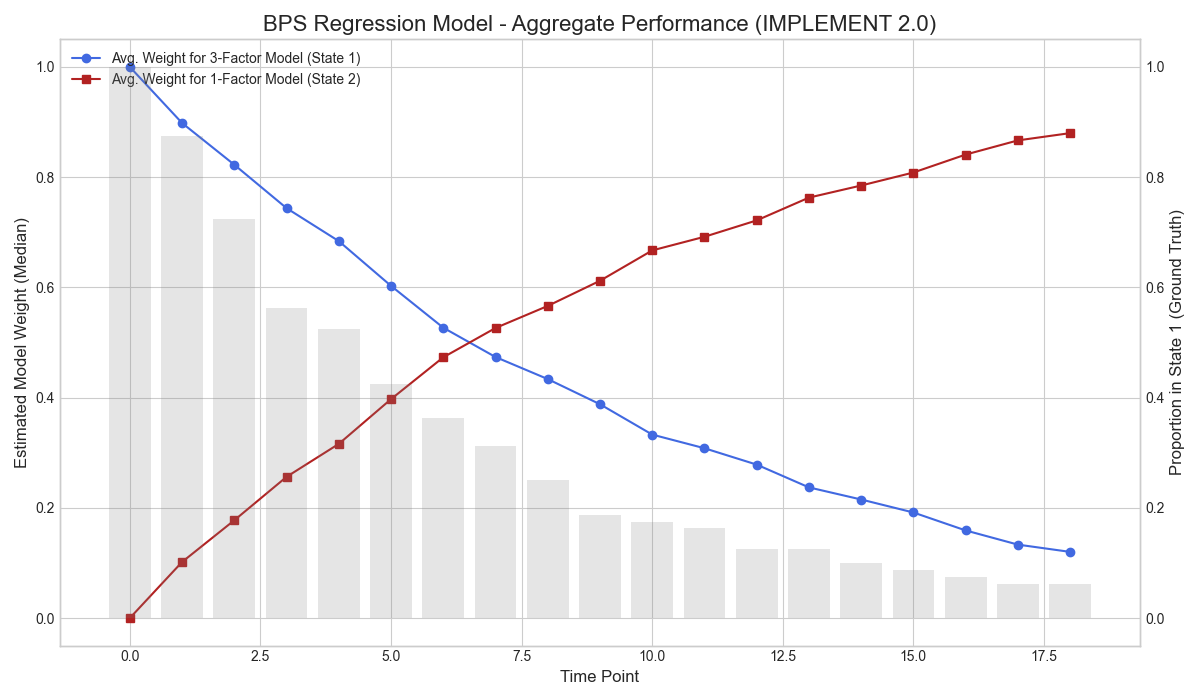 BPS Regression Model - Aggregate Performance (IMPLEMENT 2.0)
Avg. Weight for 3-Factor Model (State 1)
Avg. Weight for 1-Factor Model (State 2)
Estimated Model Weight (Median)
1.0
0.8
0.6
0.4
0.2
0.0
Proportion in State 1 (Ground Truth)
1.0
0.8
0.6
0.4
0.2
0.0
0.0 2.5 5.0 7.5 10.0 12.5 15.0 17.5
Time Point